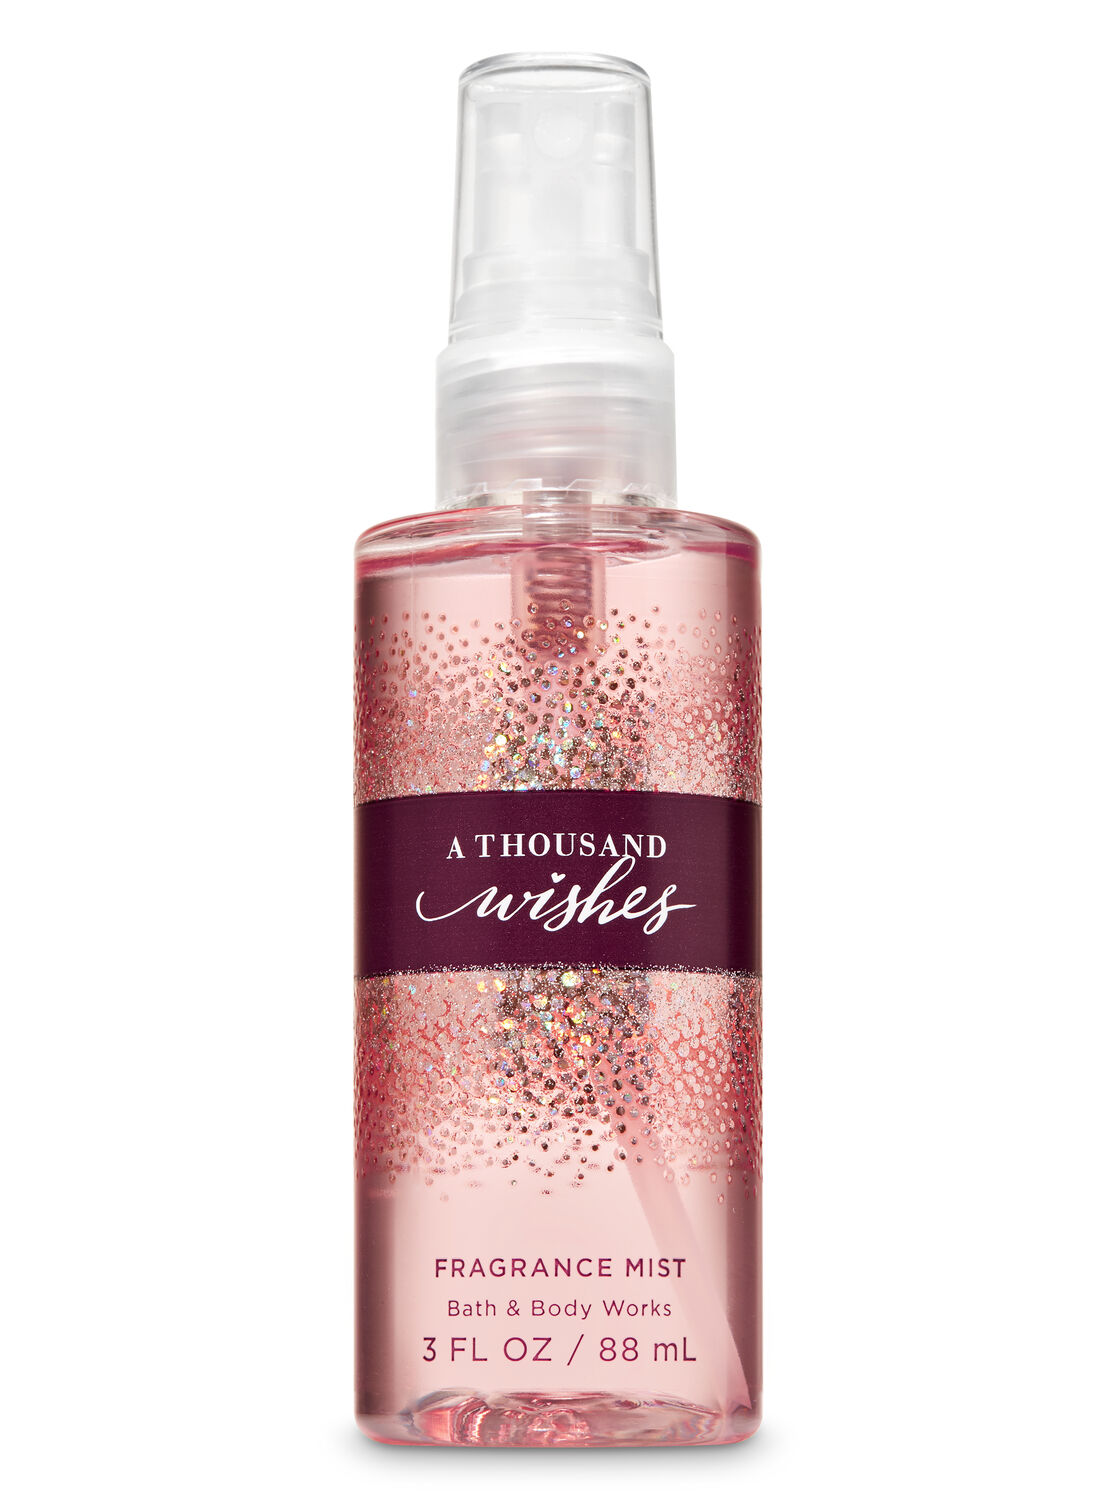 A THOUSAND
wishes
FRAGRANCE MIST
Bath & Body Works
3 FL OZ / 88 mL